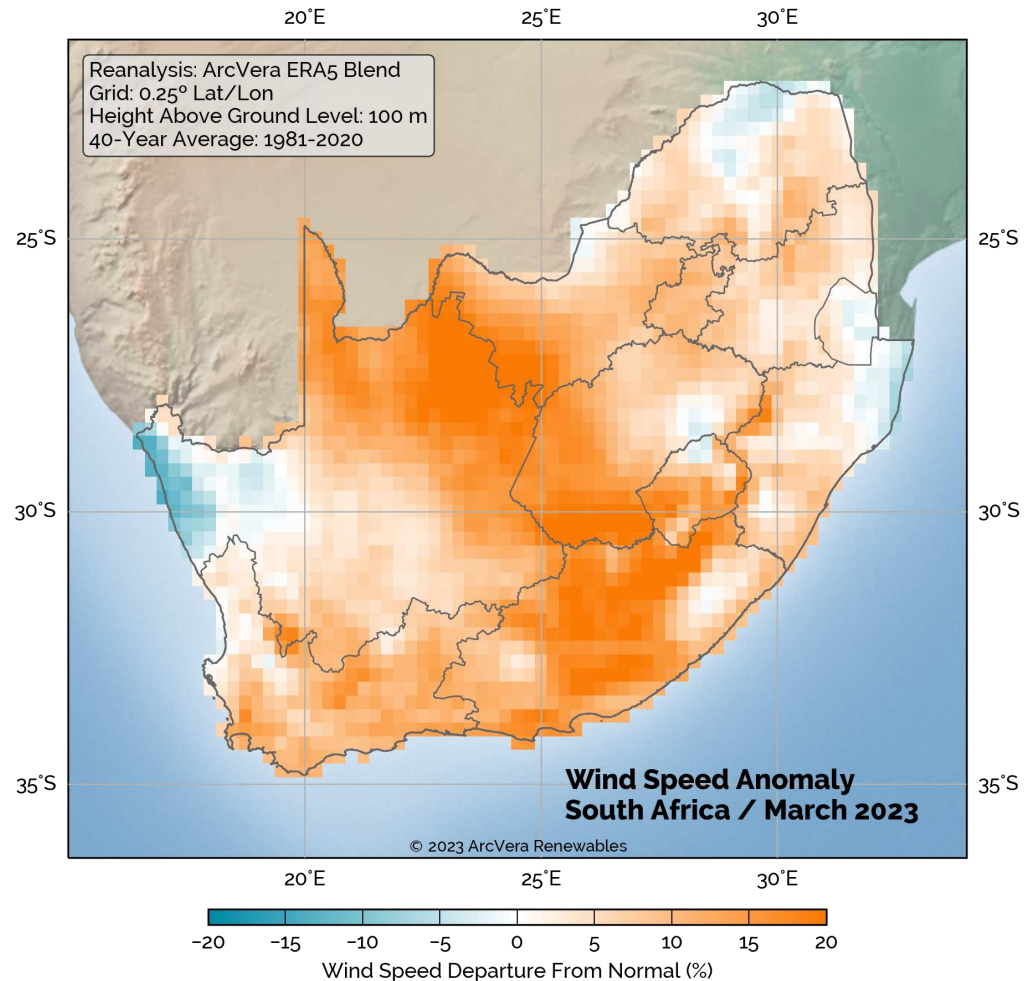 20°E 25°E 30°E
Reanalysis: ArcVera ERA5 Blend
Grid: 0.25º Lat/Lon
Height Above Ground Level: 100 m
40-Year Average: 1981-2020
25°S 25°S
30°S 30°S
35°S 35°S
Wind Speed Anomaly
South Africa / March 2023
© 2023 ArcVera Renewables
20°E 25°E 30°E
−20 −15 −10 −5 0 5 10 15 20
Wind Speed Departure From Normal (%)